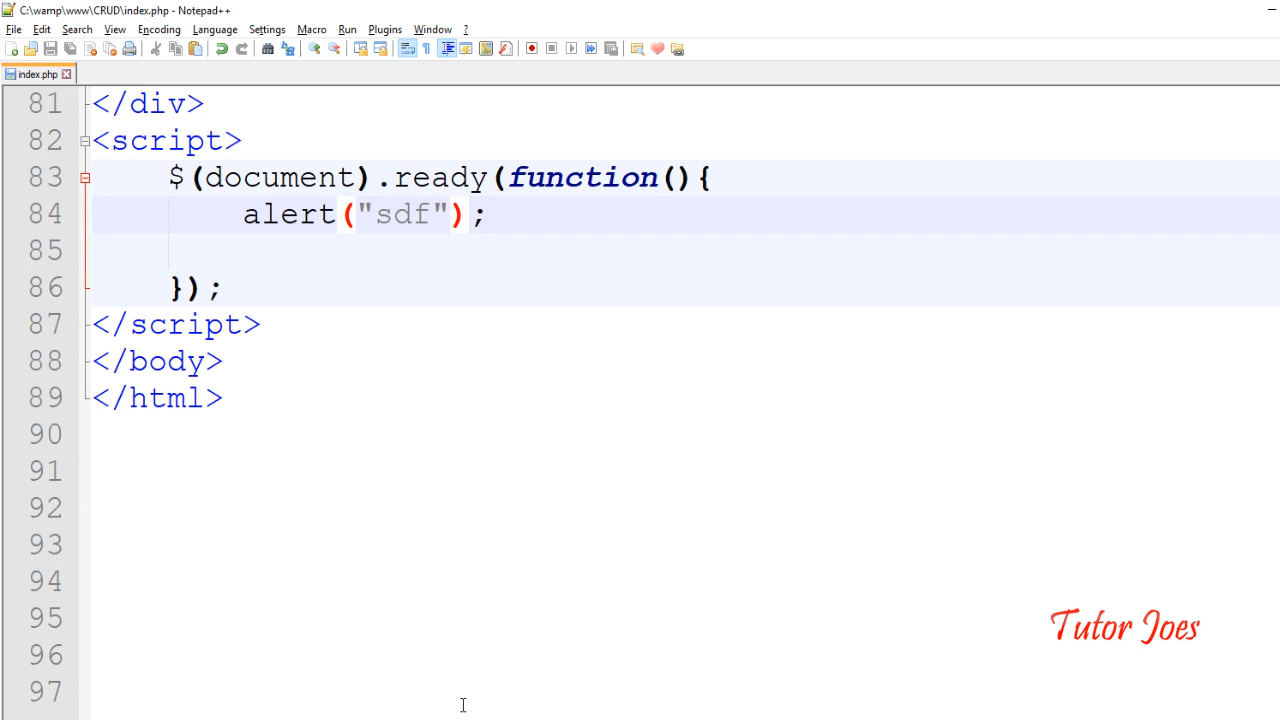 C:\wamp\www\CRUD\index.php - Notepad++
File Edit Search View Encoding Language Settings Macro Run Plugins Window ?
index.php
81 </div>
82 <script>
83 $(document).ready(function(){
84 alert("sdf");
85
86 });
87 </script>
88 </body>
89 </html>
90
91
92
93
94
95
96
97
Tutor Joes